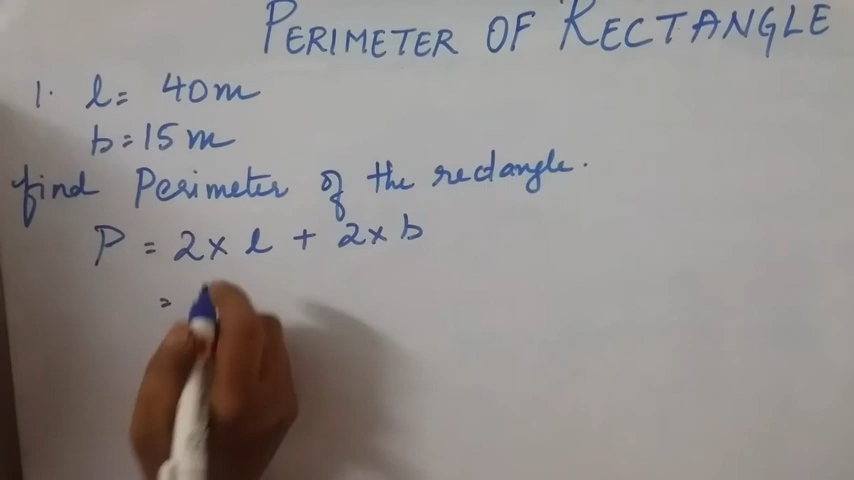 PERIMETER OF RECTANGLE
1. l = 40m
b = 15m
find Perimeter of the rectangle.
P = 2 x l + 2 x b
=